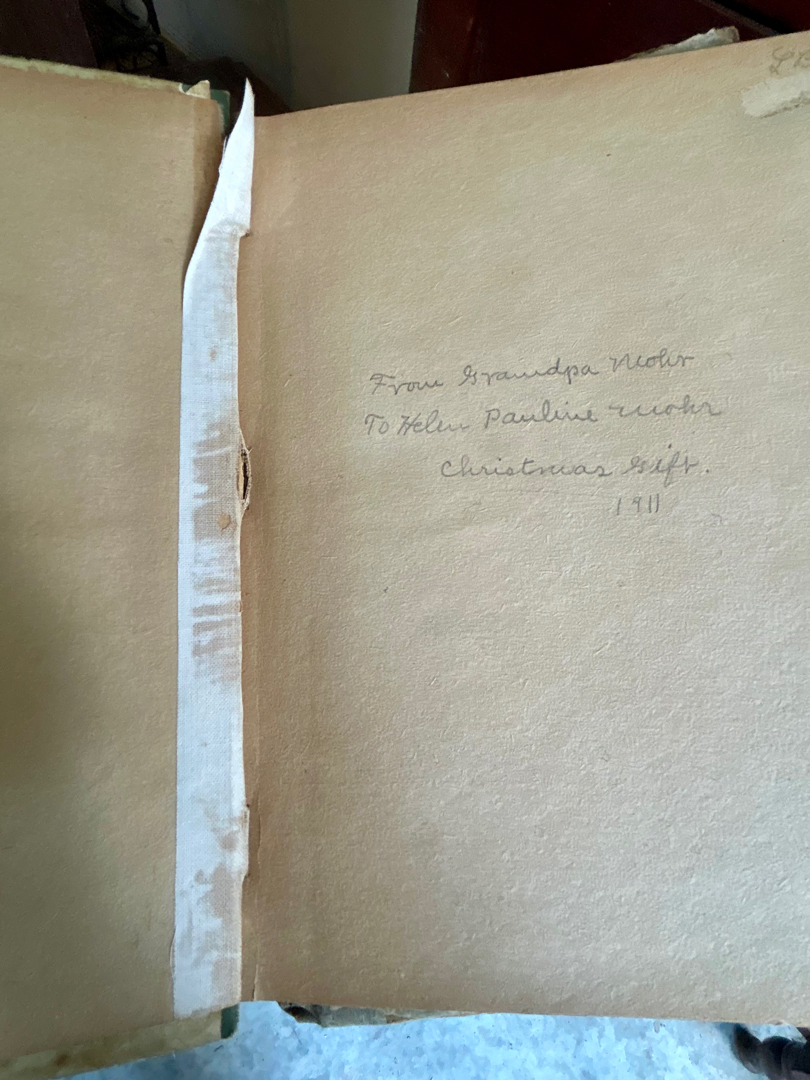 From Grandpa Mohr
To Helen Pauline Mohr
Christmas Gift.
1911